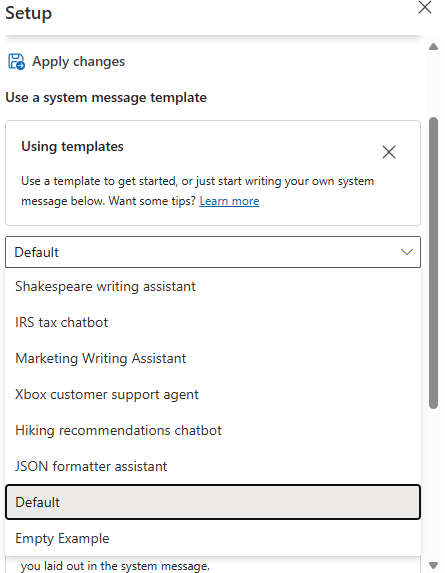 Setup
Apply changes
Use a system message template
Using templates
Use a template to get started, or just start writing your own system
message below. Want some tips? Learn more
Default
Shakespeare writing assistant
IRS tax chatbot
Marketing Writing Assistant
Xbox customer support agent
Hiking recommendations chatbot
JSON formatter assistant
Default
Empty Example
you laid out in the system message.